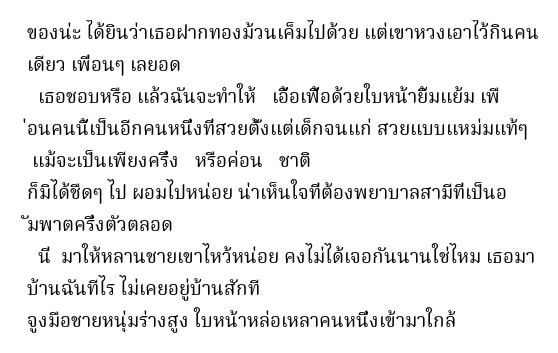 ของน่ะ ได้ยินว่าเธอฝากทองม้วนเค็มไปด้วย แต่เขาหวงเอาไว้กินคน
เดียว เพื่อนๆ เลยอด
เธอชอบหรือ แล้วฉันจะทำให้ เอื้อเฟื้อด้วยใบหน้ายิ้มแย้ม เพื
่อนคนนี้เป็นอีกคนหนึ่งที่สวยตั้งแต่เด็กจนแก่ สวยแบบแหม่มแท้ๆ
แม้จะเป็นเพียงครึ่ง หรือค่อน ชาติ
ก็มิได้ซีดๆ ไป ผอมไปหน่อย น่าเห็นใจที่ต้องพยาบาลสามีที่เป็นอ
ัมพาตครึ่งตัวตลอด
นี่ มาให้หลานชายเขาไหว้หน่อย คงไม่ได้เจอกันนานใช่ไหม เธอมา
บ้านฉันทีไร ไม่เคยอยู่บ้านสักที
จูงมือชายหนุ่มร่างสูง ใบหน้าหล่อเหลาคนหนึ่งเข้ามาใกล้